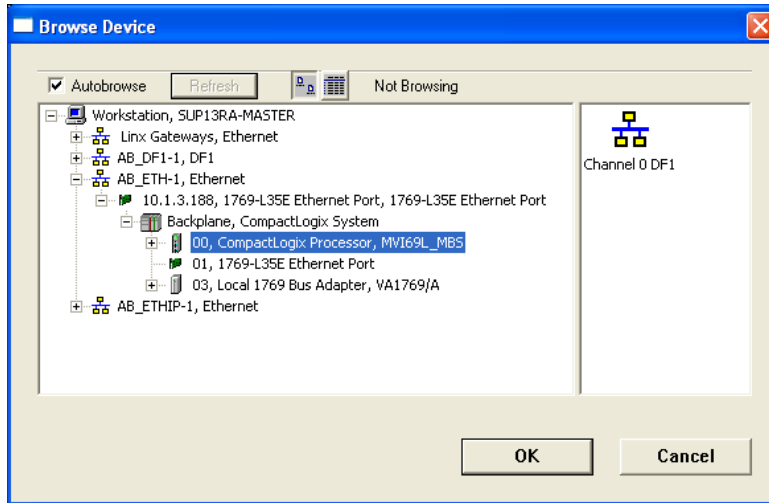 Browse Device
Autobrowse Refresh Not Browsing
Workstation, SUP13RA-MASTER
Linx Gateways, Ethernet
AB_DF1-1, DF1
AB_ETH-1, Ethernet
10.1.3.188, 1769-L35E Ethernet Port, 1769-L35E Ethernet Port
Backplane, CompactLogix System
00, CompactLogix Processor, MVI69L_MBS
01, 1769-L35E Ethernet Port
03, Local 1769 Bus Adapter, VA1769/A
AB_ETHIP-1, Ethernet
Channel 0 DF1
OK Cancel